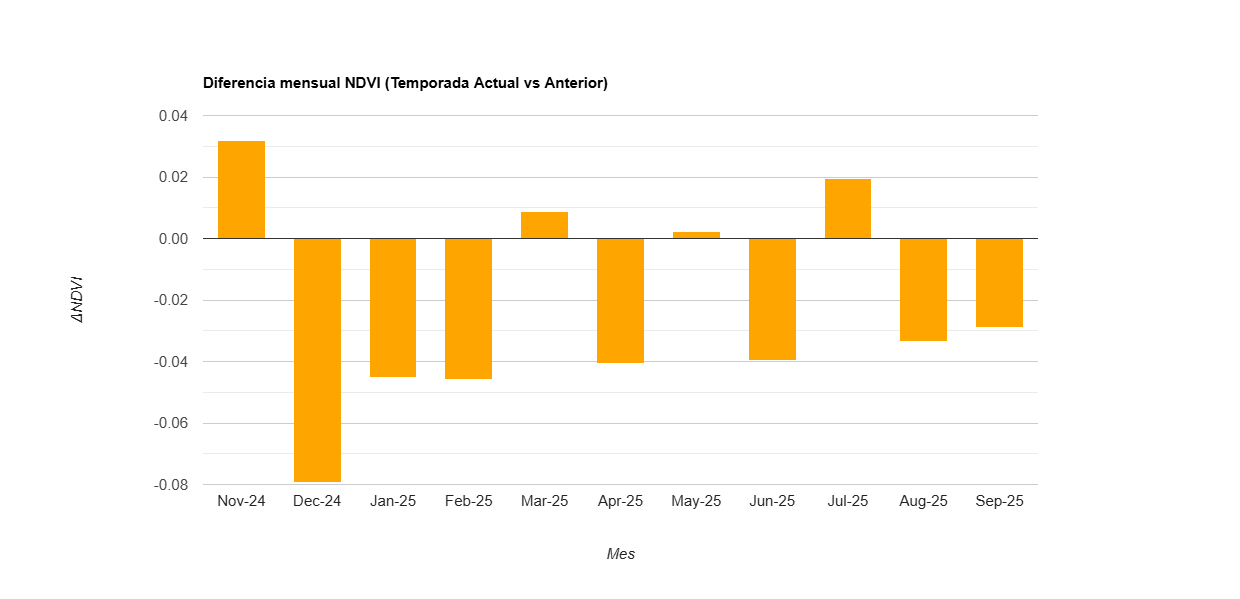 Diferencia mensual NDVI (Temporada Actual vs Anterior)
0.04
0.02
0.00
-0.02
-0.04
-0.06
-0.08
ΔNDVI
Nov-24 Dec-24 Jan-25 Feb-25 Mar-25 Apr-25 May-25 Jun-25 Jul-25 Aug-25 Sep-25
Mes